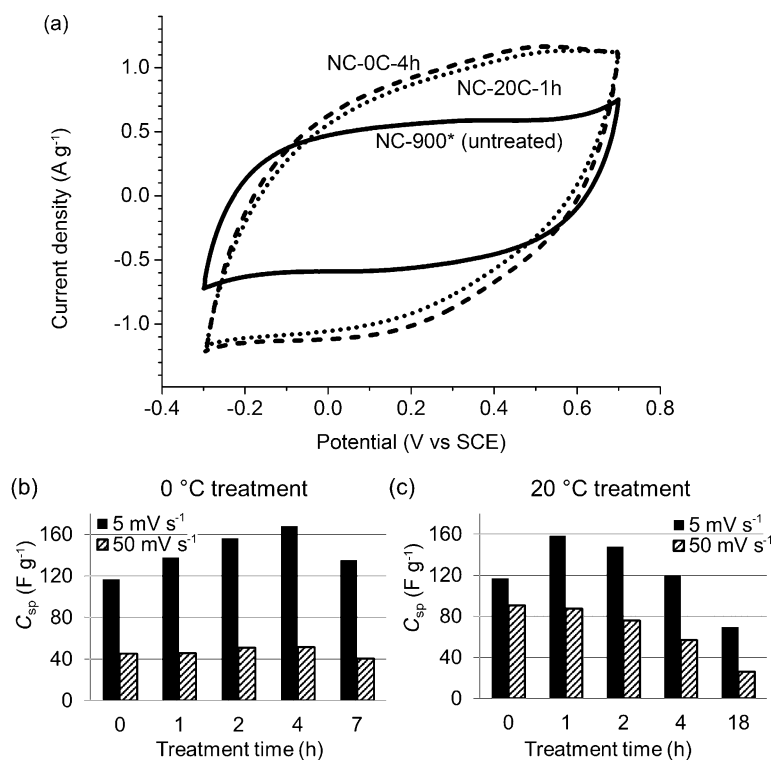 (a)
NC-0C-4h
NC-20C-1h
NC-900* (untreated)
1.0
0.5
0.0
-0.5
-1.0
Current density (A g-1)
-0.4 -0.2 0.0 0.2 0.4 0.6 0.8
Potential (V vs SCE)
(b) 0 °C treatment
5 mV s-1
50 mV s-1
160
120
80
40
0
Csp (F g-1)
0 1 2 4 7
Treatment time (h)
(c) 20 °C treatment
5 mV s-1
50 mV s-1
160
120
80
40
0
Csp (F g-1)
0 1 2 4 18
Treatment time (h)